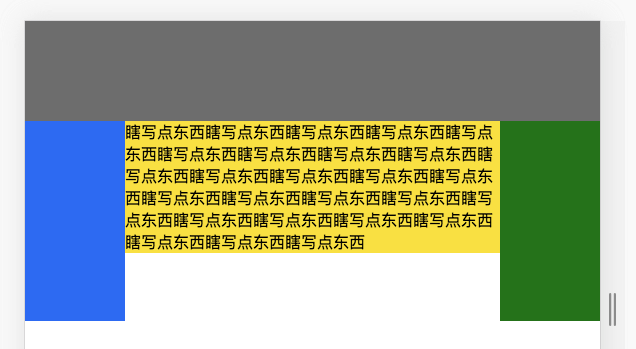 瞎写点东西瞎写点东西瞎写点东西瞎写点东西瞎写点
东西瞎写点东西瞎写点东西瞎写点东西瞎写点东西瞎
写点东西瞎写点东西瞎写点东西瞎写点东西瞎写点东
西瞎写点东西瞎写点东西瞎写点东西瞎写点东西瞎写
点东西瞎写点东西瞎写点东西瞎写点东西瞎写点东西
瞎写点东西瞎写点东西瞎写点东西